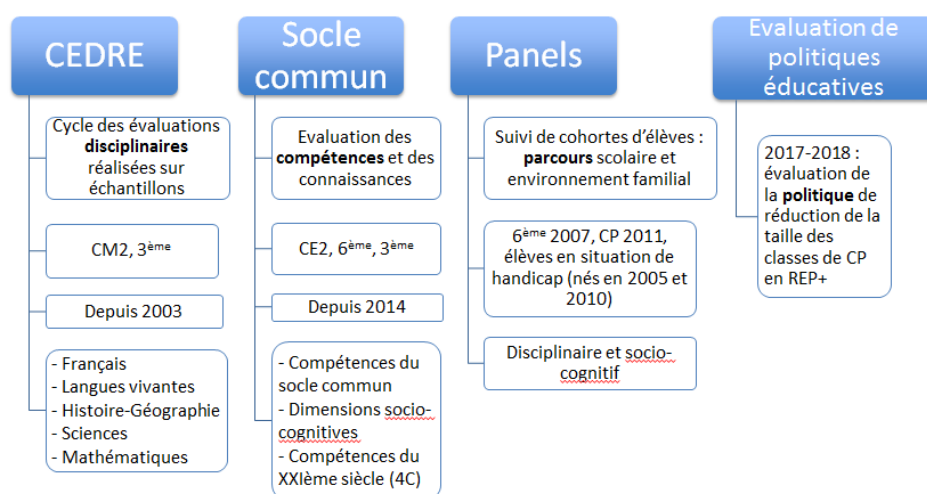 CEDRE
Cycle des évaluations
disciplinaires
réalisées sur
échantillons
CM2, 3ème
Depuis 2003
- Français
- Langues vivantes
- Histoire-Géographie
- Sciences
- Mathématiques
Socle
commun
Evaluation des
compétences et des
connaissances
CE2, 6ème, 3ème
Depuis 2014
- Compétences du
socle commun
- Dimensions socio-
cognitives
- Compétences du
XXIème siècle (4C)
Panels
Suivi de cohortes d'élèves :
parcours scolaire et
environnement familial
6ème 2007, CP 2011,
élèves en situation de
handicap (nés en 2005 et
2010)
Disciplinaire et socio-
cognitif
Evaluation de
politiques
éducatives
2017-2018 :
évaluation de
la politique de
réduction de la
taille des
classes de CP
en REP+